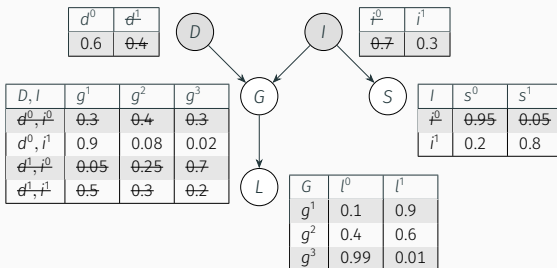 d⁰ d¹
0.6 0.4
D
I
i⁰ i¹
0.7 0.3
D, I g¹ g² g³
d⁰, i⁰ 0.3 0.4 0.3
d⁰, i¹ 0.9 0.08 0.02
d¹, i⁰ 0.05 0.25 0.7
d¹, i¹ 0.5 0.3 0.2
G
S
I s⁰ s¹
i⁰ 0.95 0.05
i¹ 0.2 0.8
L
G l⁰ l¹
g¹ 0.1 0.9
g² 0.4 0.6
g³ 0.99 0.01